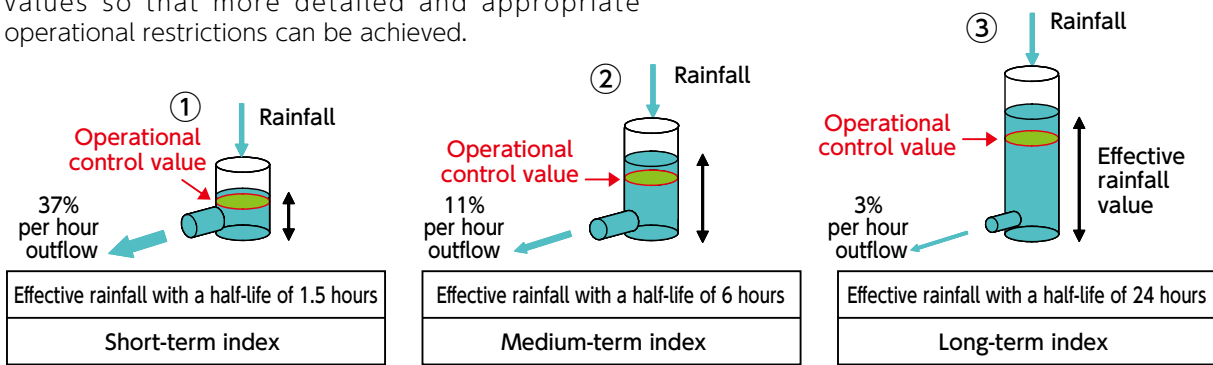 values so that more detailed and appropriate
operational restrictions can be achieved.
①
Rainfall
Operational
control value
37%
per hour
outflow
Effective rainfall with a half-life of 1.5 hours
Short-term index
②
Rainfall
Operational
control value
11%
per hour
outflow
Effective rainfall with a half-life of 6 hours
Medium-term index
③
Rainfall
Operational
control value
Effective
rainfall
value
3%
per hour
outflow
Effective rainfall with a half-life of 24 hours
Long-term index